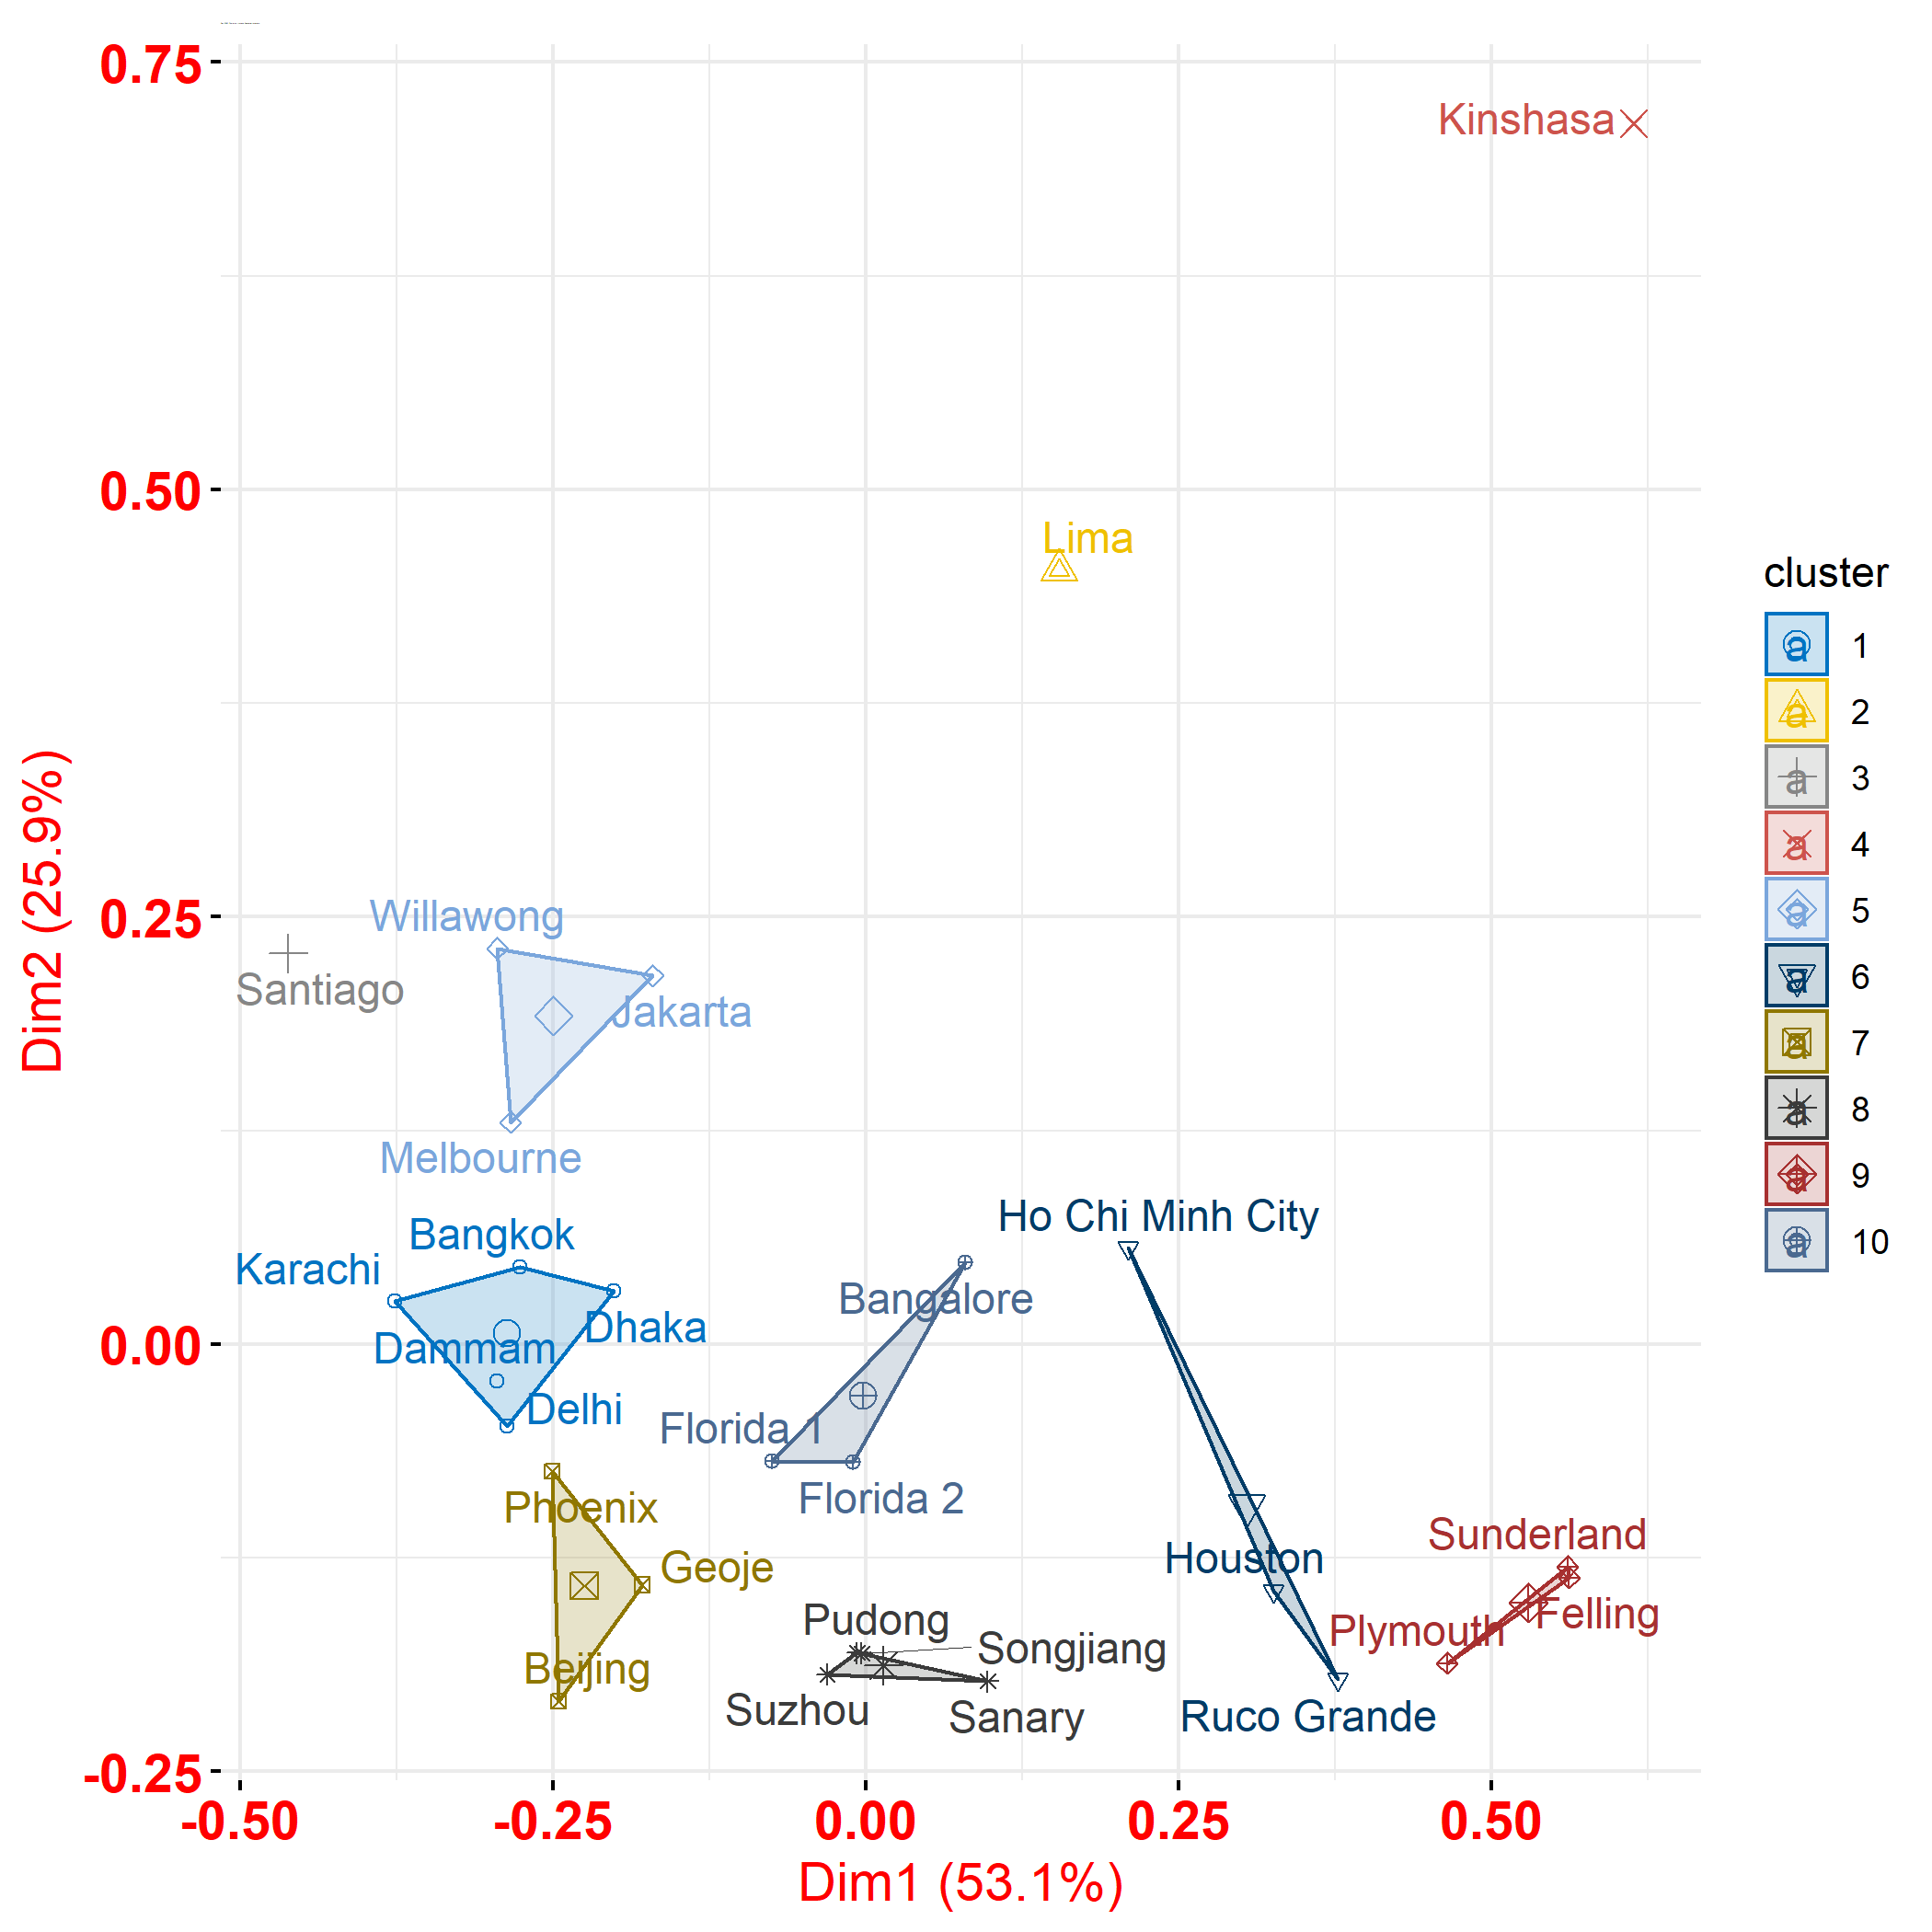 0.75
Kinshasa
0.50
Lima
cluster
a 1
a 2
a 3
a 4
a 5
a 6
a 7
a 8
a 9
a 10
Dim2 (25.9%)
0.25
Willawong
Santiago
Jakarta
Melbourne
Ho Chi Minh City
Bangkok
Karachi
Bangalore
Dhaka
0.00
Dammam
Delhi
Florida 1
Florida 2
Phoenix
Sunderland
Houston
Geoje
Felling
Pudong
Plymouth
Songjiang
Beijing
Suzhou
Sanary
Ruco Grande
-0.25
-0.50 -0.25 0.00 0.25 0.50
Dim1 (53.1%)